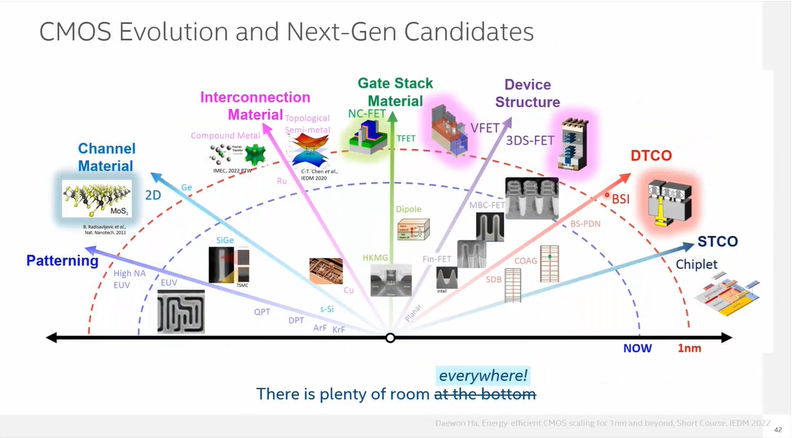 CMOS Evolution and Next-Gen Candidates
Gate Stack
Material
Device
Structure
Interconnection
Material
NC-FET
TFET
VFET
3DS-FET
Topological
Semi-metal
Compound Metal
IMEC, 2022 IITW
C-T. Chen et al.,
IEDM 2020
Channel
Material
DTCO
2D
Ge
Ru
BSI
MoS2
B. Radisavljevic et al.,
Nat. Nanotech. 2011
Dipole
MBC-FET
BS-PDN
Patterning
SiGe
TSMC
HKMG
Fin-FET
Intel
COAG
SDB
STCO
Chiplet
High NA
EUV
EUV
Cu
s-Si
QPT
DPT
ArF
KrF
Planar
NOW
1nm
everywhere!
There is plenty of room at the bottom
Daewon Ha, Energy-efficient CMOS scaling for 1nm and beyond, Short Course, IEDM 2022
42